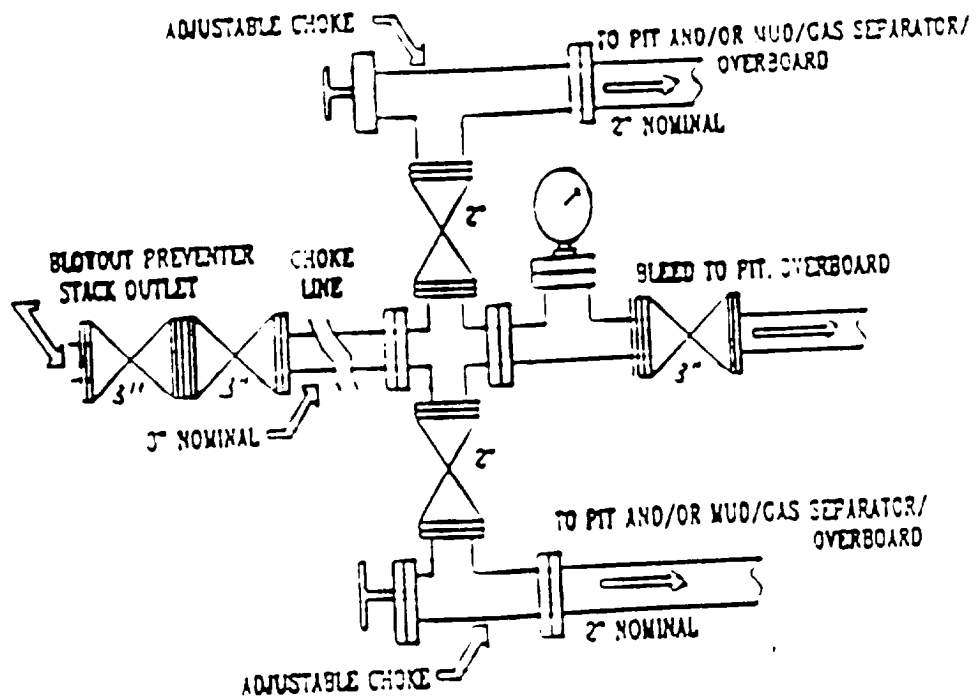 ADJUSTABLE CHOKE
TO PIT AND/OR MUD/GAS SEPARATOR/
OVERBOARD
2" NOMINAL
2"
BLOWOUT PREVENTER
STACK OUTLET
CHOKE
LINE
BLEED TO PIT, OVERBOARD
3"
3"
3"
3" NOMINAL
2"
TO PIT AND/OR MUD/GAS SEPARATOR/
OVERBOARD
2" NOMINAL
ADJUSTABLE CHOKE